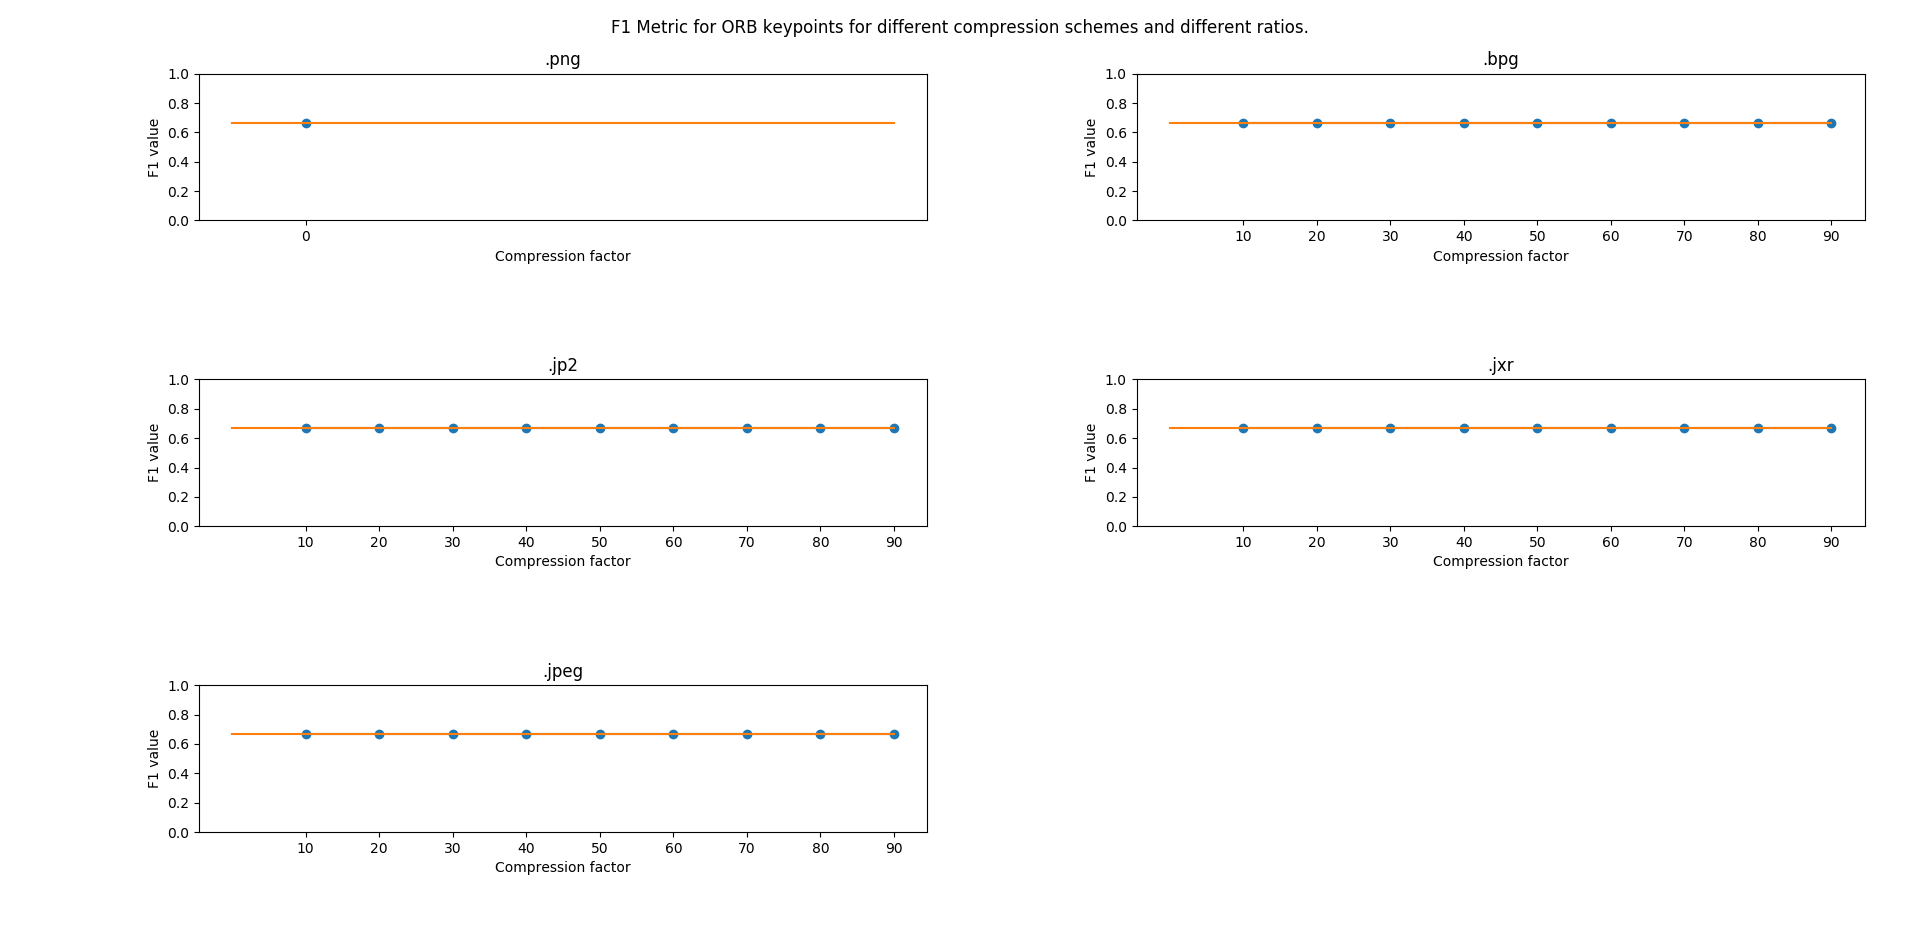 F1 Metric for ORB keypoints for different compression schemes and different ratios.
.png
1.0
0.8
0.6
0.4
0.2
0.0
F1 value
0
Compression factor
.bpg
1.0
0.8
0.6
0.4
0.2
0.0
F1 value
10 20 30 40 50 60 70 80 90
Compression factor
.jp2
1.0
0.8
0.6
0.4
0.2
0.0
F1 value
10 20 30 40 50 60 70 80 90
Compression factor
.jxr
1.0
0.8
0.6
0.4
0.2
0.0
F1 value
10 20 30 40 50 60 70 80 90
Compression factor
.jpeg
1.0
0.8
0.6
0.4
0.2
0.0
F1 value
10 20 30 40 50 60 70 80 90
Compression factor